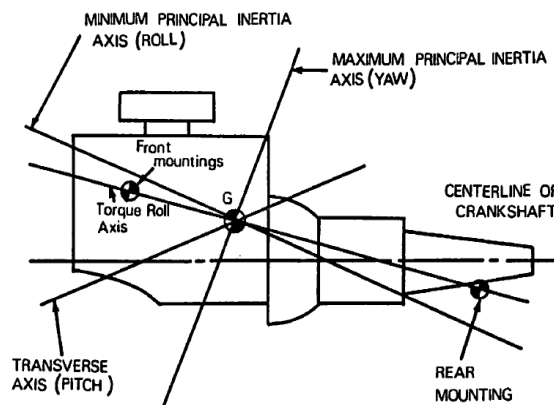 MINIMUM PRINCIPAL INERTIA
AXIS (ROLL)
MAXIMUM PRINCIPAL INERTIA
AXIS (YAW)
Front
mountings
G
Torque Roll
Axis
CENTERLINE OF
CRANKSHAFT
TRANSVERSE
AXIS (PITCH)
REAR
MOUNTING